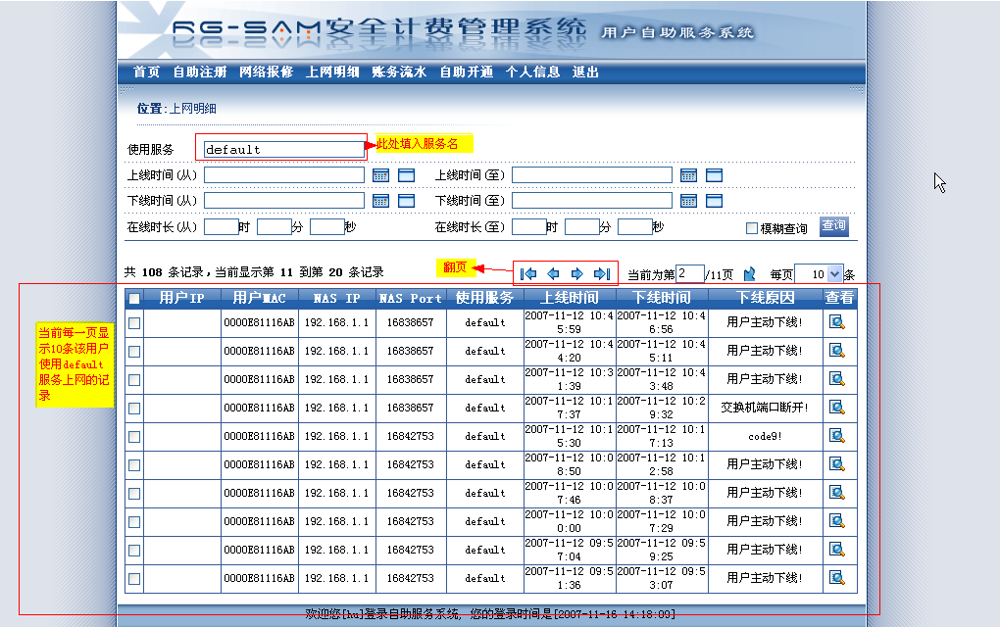 RG-SAM安全计费管理系统 用户自助服务系统
首页 自助注册 网络报修 上网明细 账务流水 自助开通 个人信息 退出
位置:上网明细
使用服务 default 此处填入服务名
上线时间(从) 上线时间(至)
下线时间(从) 下线时间(至)
在线时长(从) 时 分 秒 在线时长(至) 时 分 秒 模糊查询 查询
共 108 条记录,当前显示第 11 到第 20 条记录 翻页 当前为第 2 /11页 每页 10 条
用户IP 用户MAC NAS IP NAS Port 使用服务 上线时间 下线时间 下线原因 查看
当前每一页显
示10条该用户
使用default
服务上网的记
录
0000E81116AB 192.168.1.1 16838657 default 2007-11-12 10:45:59 2007-11-12 10:46:56 用户主动下线!
0000E81116AB 192.168.1.1 16838657 default 2007-11-12 10:44:20 2007-11-12 10:45:11 用户主动下线!
0000E81116AB 192.168.1.1 16838657 default 2007-11-12 10:31:39 2007-11-12 10:43:48 用户主动下线!
0000E81116AB 192.168.1.1 16838657 default 2007-11-12 10:17:37 2007-11-12 10:29:32 交换机端口断开!
0000E81116AB 192.168.1.1 16842753 default 2007-11-12 10:15:30 2007-11-12 10:17:13 code9!
0000E81116AB 192.168.1.1 16842753 default 2007-11-12 10:08:50 2007-11-12 10:12:58 用户主动下线!
0000E81116AB 192.168.1.1 16842753 default 2007-11-12 10:07:46 2007-11-12 10:08:37 用户主动下线!
0000E81116AB 192.168.1.1 16842753 default 2007-11-12 10:00:00 2007-11-12 10:07:29 用户主动下线!
0000E81116AB 192.168.1.1 16842753 default 2007-11-12 09:57:04 2007-11-12 09:59:25 用户主动下线!
0000E81116AB 192.168.1.1 16842753 default 2007-11-12 09:51:36 2007-11-12 09:53:07 用户主动下线!
欢迎您[hu]登录自助服务系统, 您的登录时间是[2007-11-16 14:18:09]